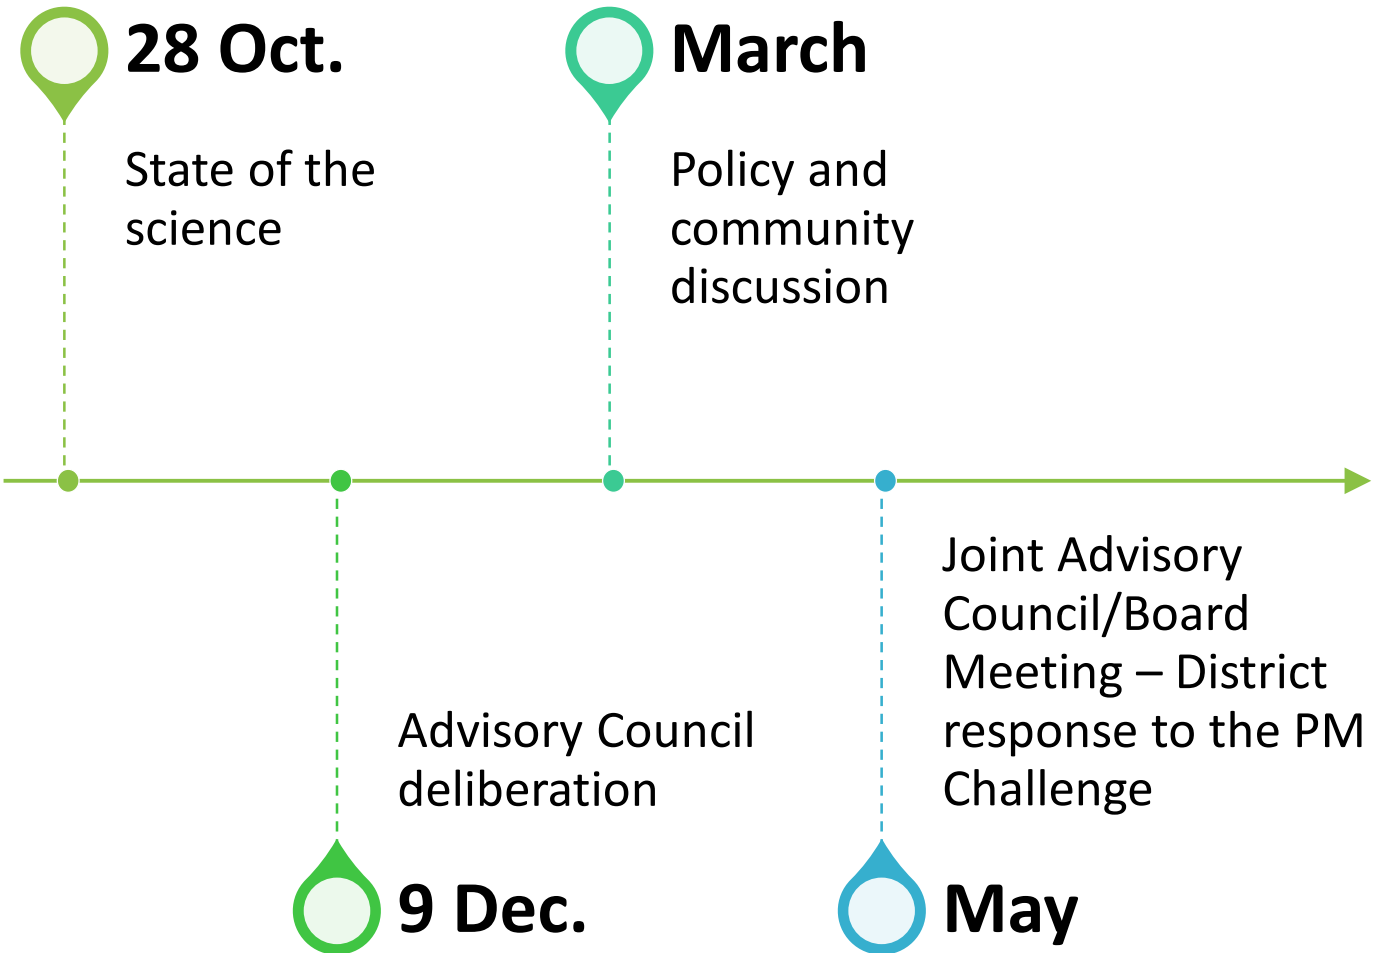 28 Oct.
State of the
science
March
Policy and
community
discussion
Advisory Council
deliberation
9 Dec.
Joint Advisory
Council/Board
Meeting – District
response to the PM
Challenge
May